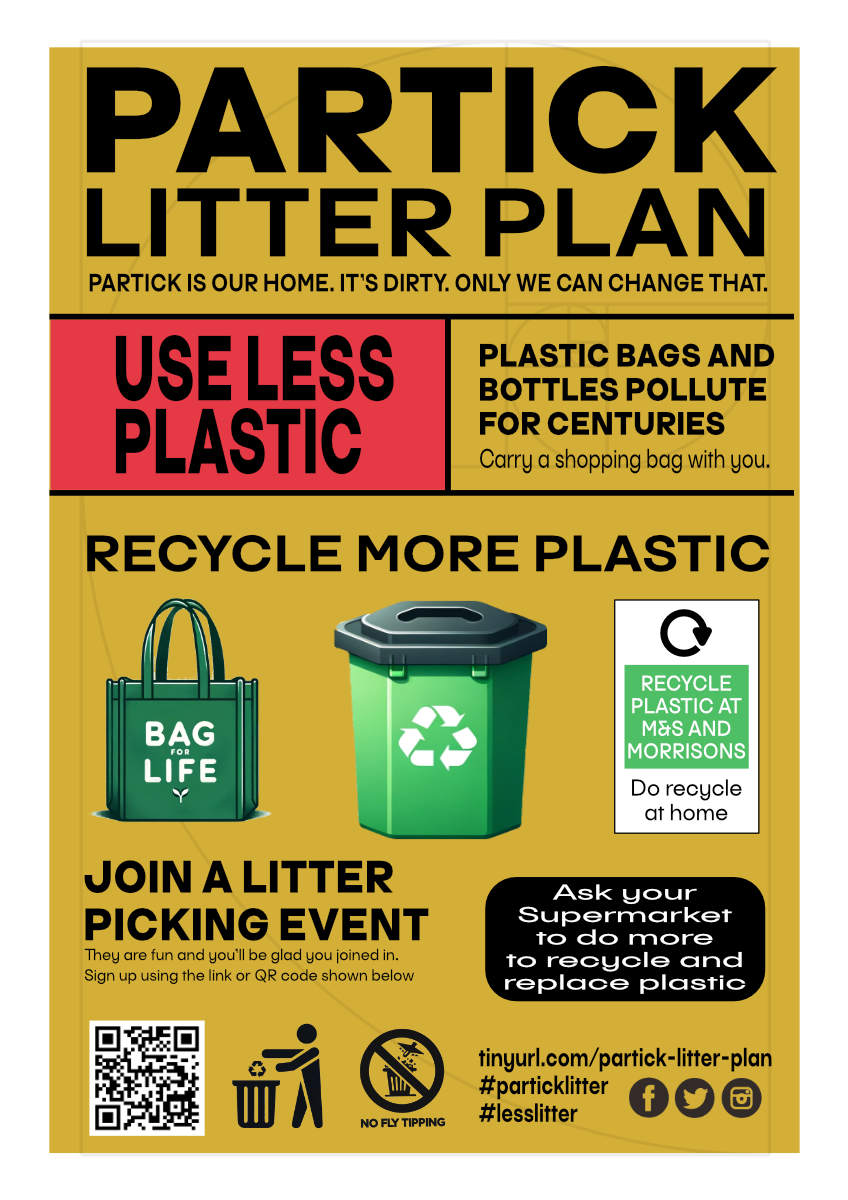 PARTICK
LITTER PLAN
PARTICK IS OUR HOME. IT'S DIRTY. ONLY WE CAN CHANGE THAT.
USE LESS
PLASTIC
PLASTIC BAGS AND
BOTTLES POLLUTE
FOR CENTURIES
Carry a shopping bag with you.
RECYCLE MORE PLASTIC
BAG
FOR
LIFE
RECYCLE
PLASTIC AT
M&S AND
MORRISONS
Do recycle
at home
JOIN A LITTER
PICKING EVENT
They are fun and you'll be glad you joined in.
Sign up using the link or QR code shown below
Ask your
Supermarket
to do more
to recycle and
replace plastic
NO FLY TIPPING
tinyurl.com/partick-litter-plan
#particklitter
#lesslitter